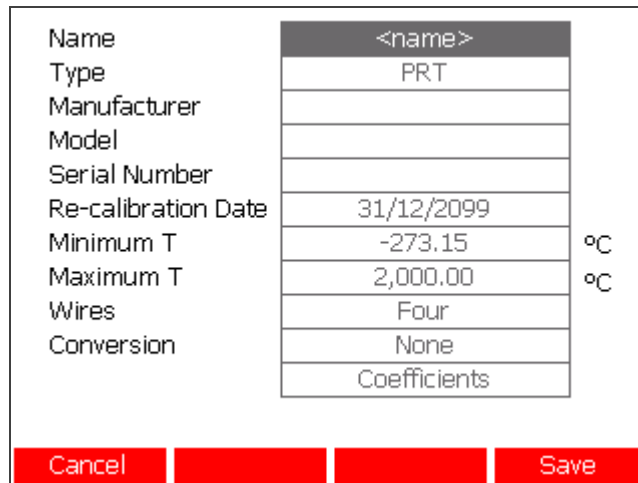 Name <name>
Type PRT
Manufacturer
Model
Serial Number
Re-calibration Date 31/12/2099
Minimum T -273.15 ºC
Maximum T 2,000.00 ºC
Wires Four
Conversion None
Coefficients
Cancel Save